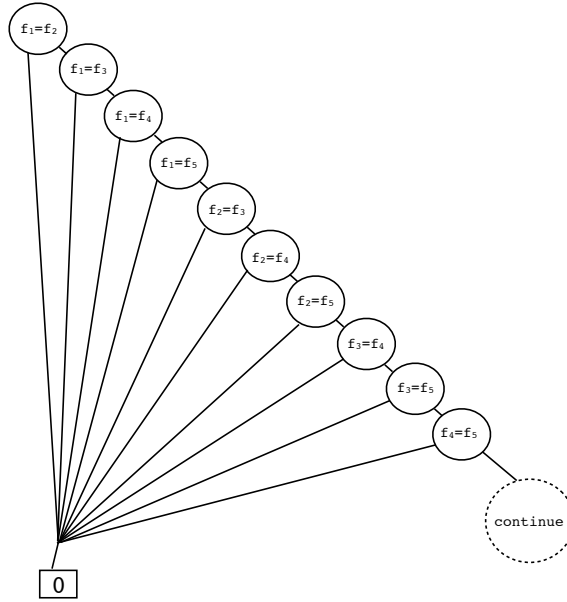 f₁=f₂
f₁=f₃
f₁=f₄
f₁=f₅
f₂=f₃
f₂=f₄
f₂=f₅
f₃=f₄
f₃=f₅
f₄=f₅
continue
0